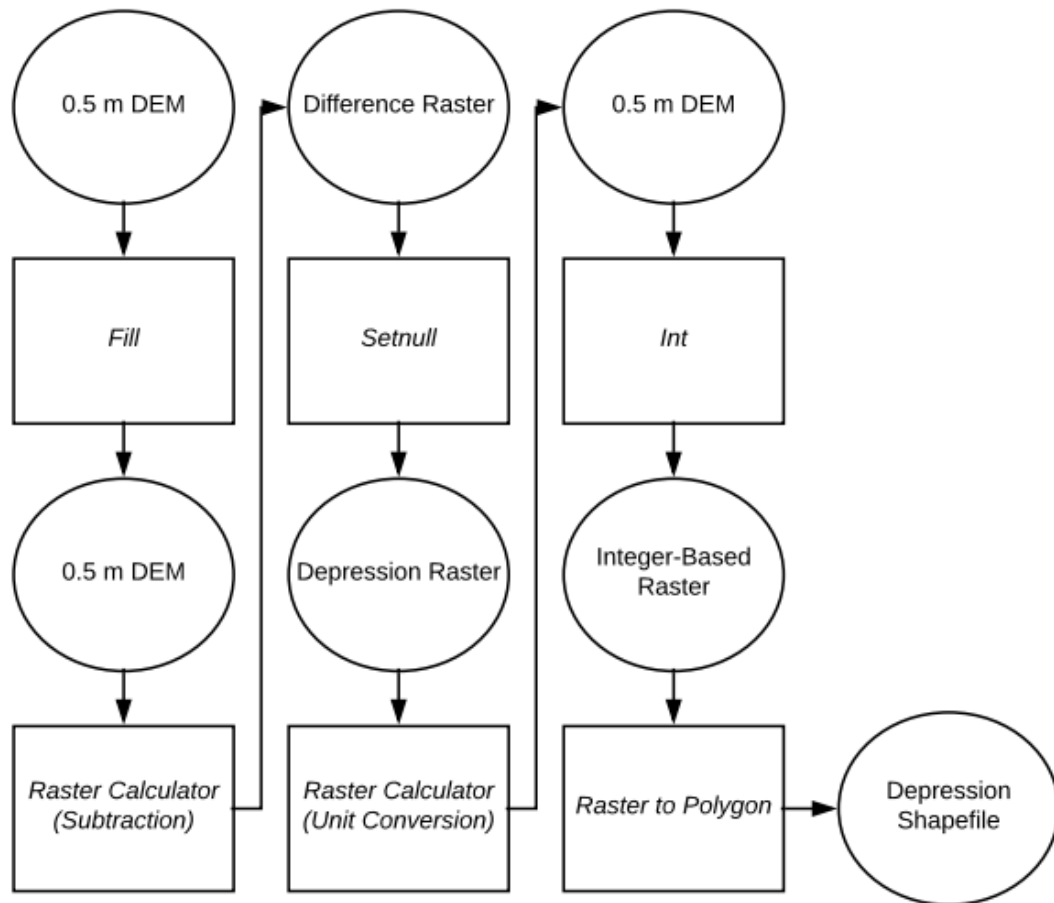 0.5 m DEM
Fill
0.5 m DEM
Raster Calculator
(Subtraction)
Difference Raster
Setnull
Depression Raster
Raster Calculator
(Unit Conversion)
0.5 m DEM
Int
Integer-Based
Raster
Raster to Polygon
Depression
Shapefile